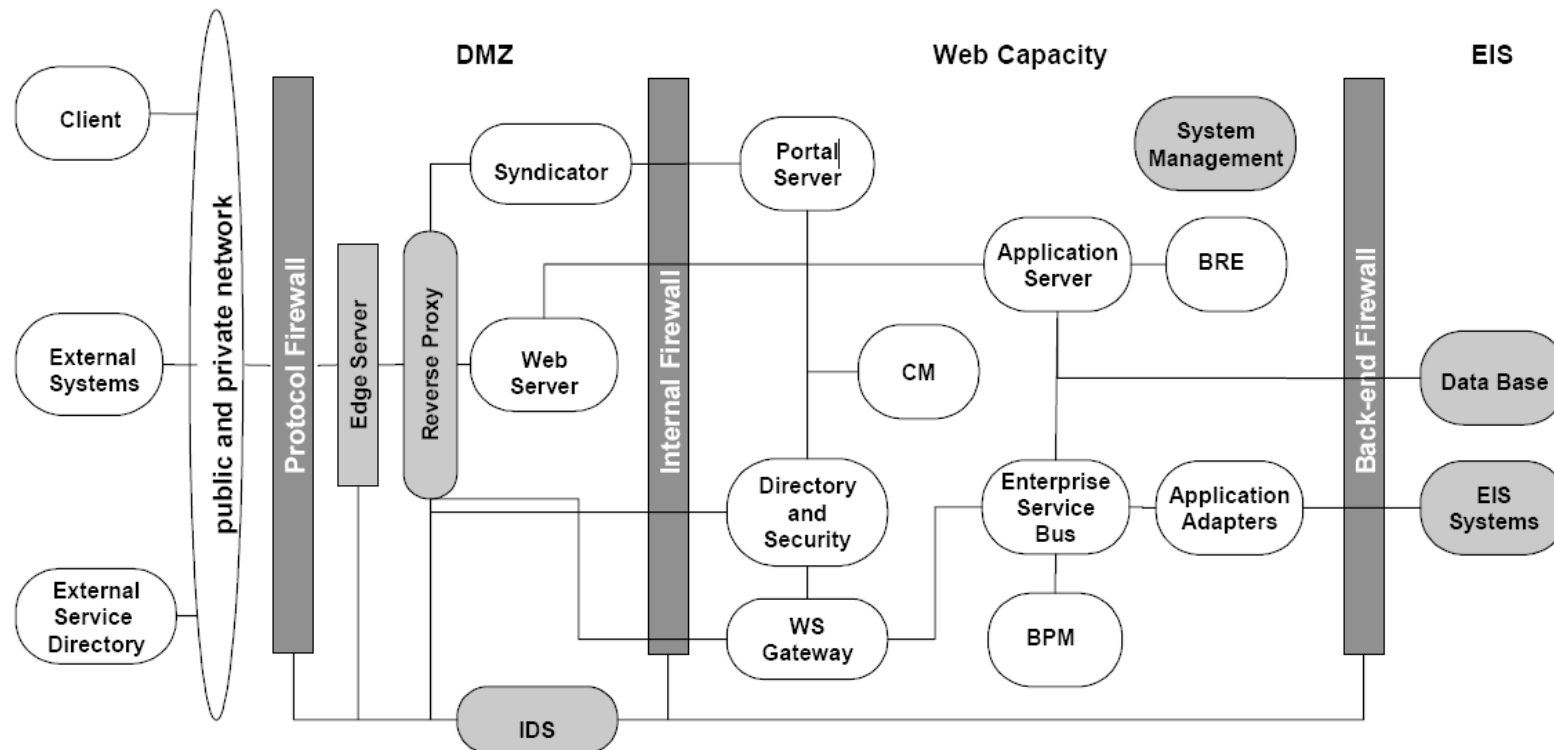 DMZ
Web Capacity
EIS
Client
External
Systems
External
Service
Directory
public and private network
Protocol Firewall
Edge Server
Reverse Proxy
Syndicator
Web
Server
IDS
Internal Firewall
Portal
Server
System
Management
Application
Server
BRE
CM
Directory
and
Security
Enterprise
Service
Bus
Application
Adapters
WS
Gateway
BPM
Back-end Firewall
Data Base
EIS
Systems